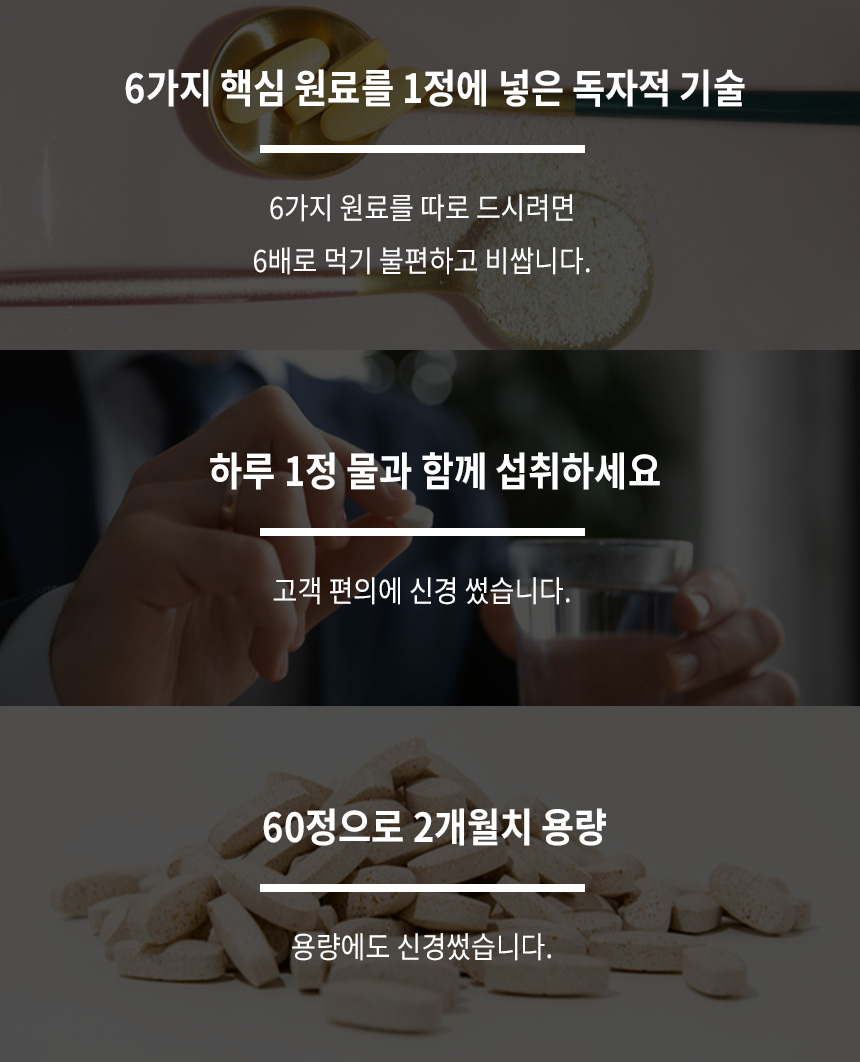 6가지 핵심 원료를 1정에 넣은 독자적 기술
6가지 원료를 따로 드시려면
6배로 먹기 불편하고 비쌉니다.
하루 1정 물과 함께 섭취하세요
고객 편의에 신경 썼습니다.
60정으로 2개월치 용량
용량에도 신경썼습니다.